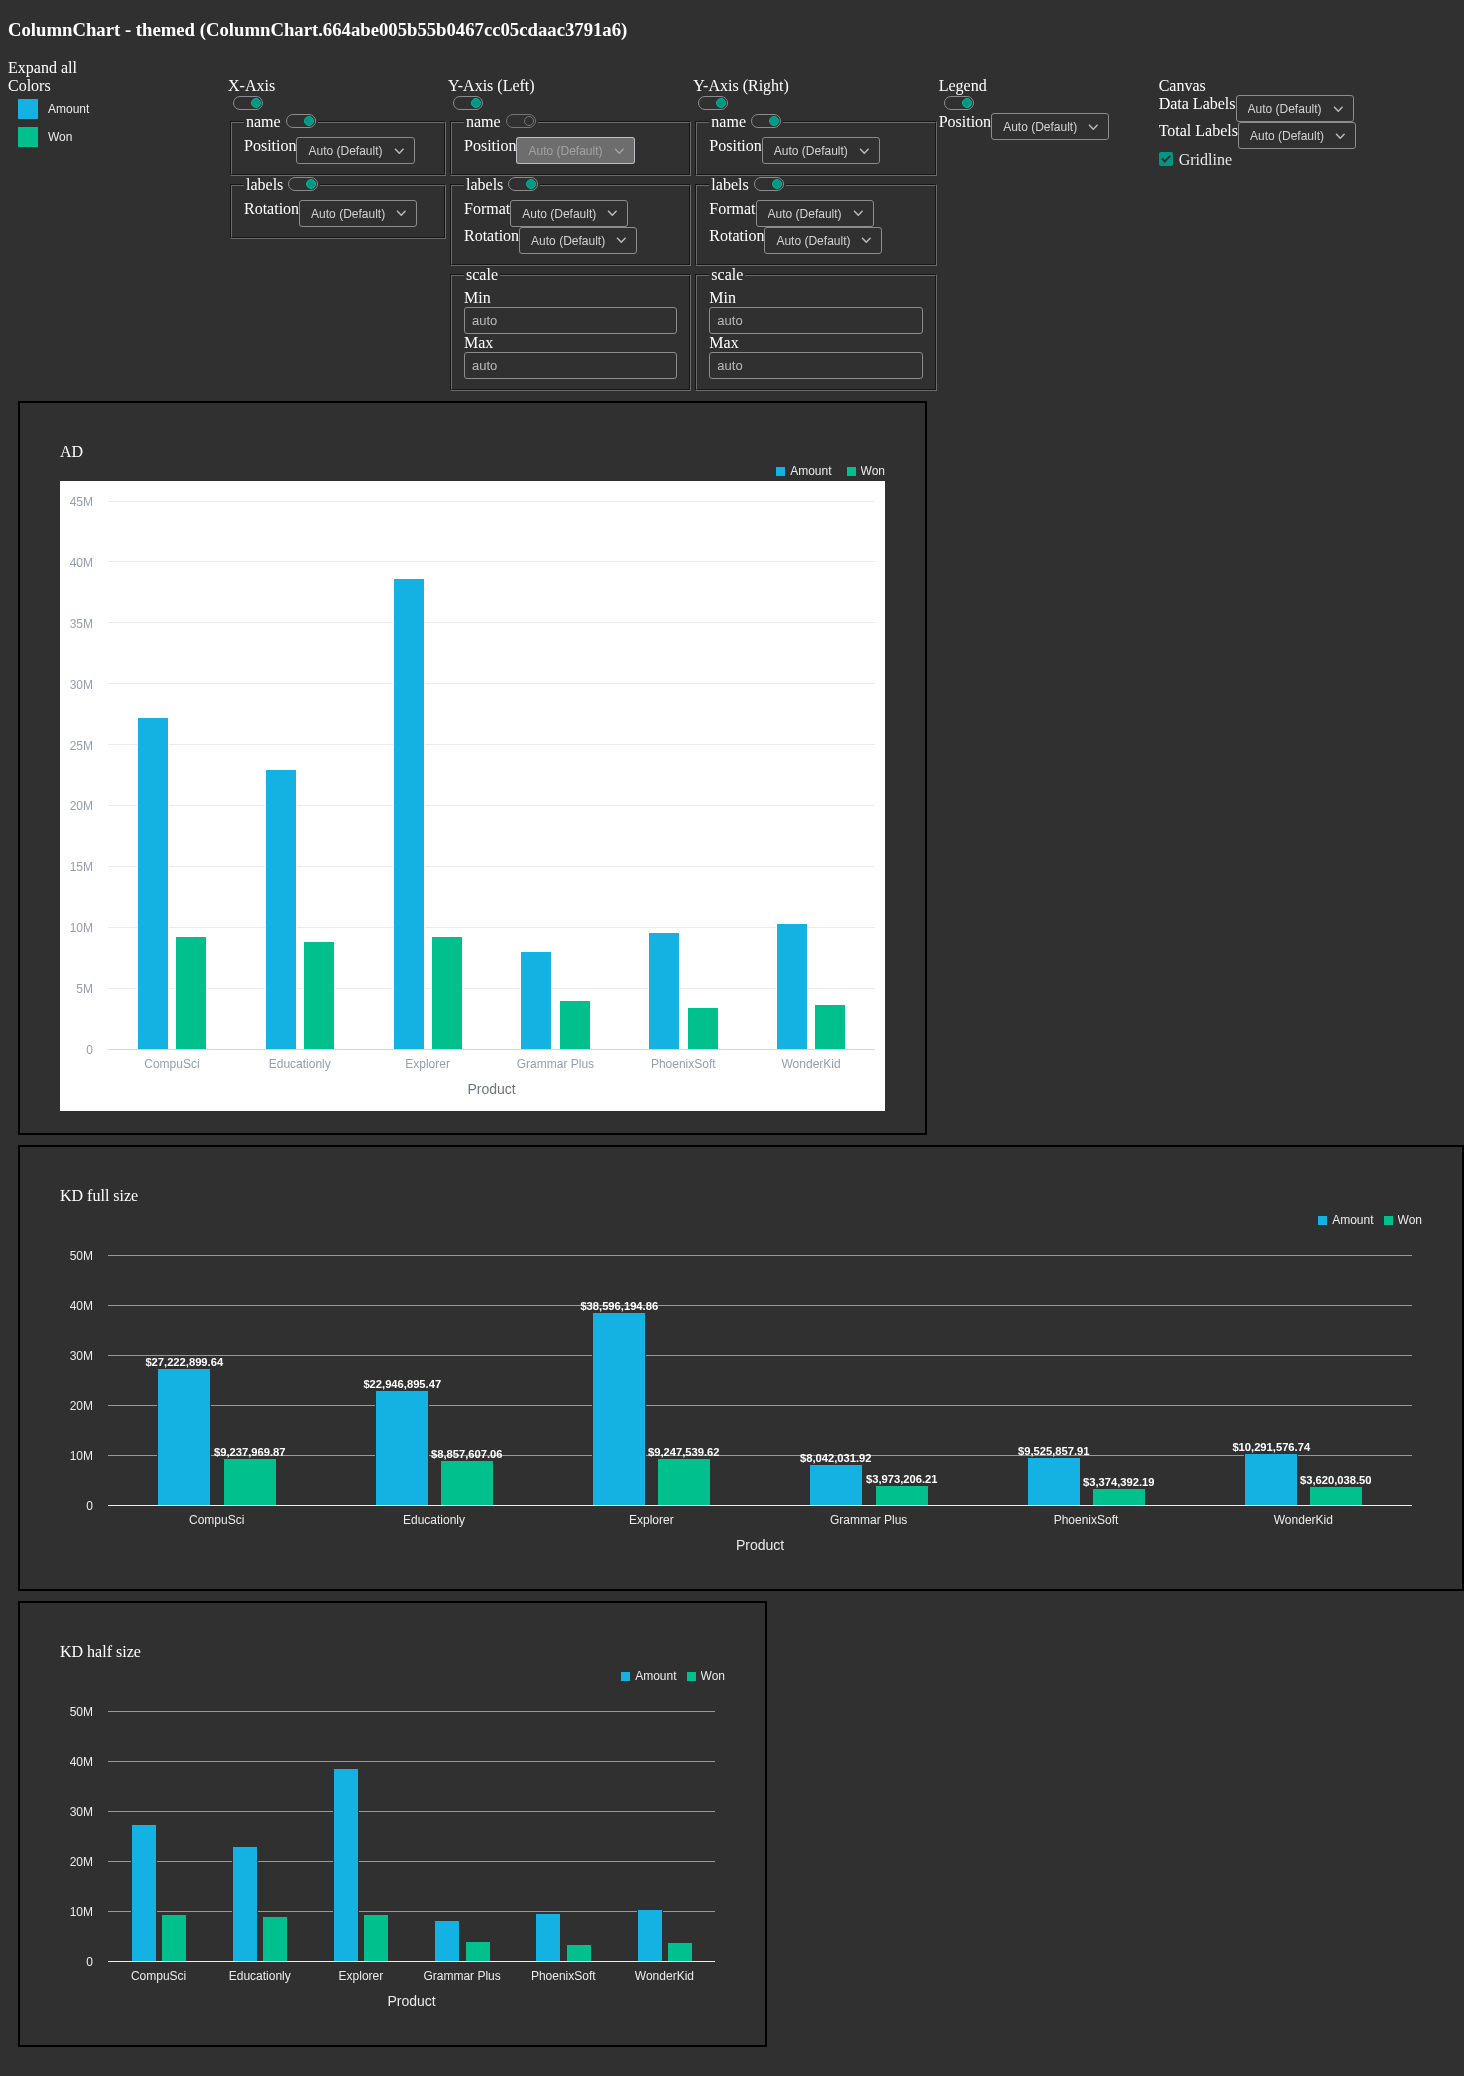 ColumnChart - themed (ColumnChart.664abe005b55b0467cc05cdaac3791a6)
Expand all
Colors
Amount
Won
X-Axis
name
Position Auto (Default)
labels
Rotation Auto (Default)
Y-Axis (Left)
name
Position Auto (Default)
labels
Format Auto (Default)
Rotation Auto (Default)
scale
Min
auto
Max
auto
Y-Axis (Right)
name
Position Auto (Default)
labels
Format Auto (Default)
Rotation Auto (Default)
scale
Min
auto
Max
auto
Legend
Position Auto (Default)
Canvas
Data Labels Auto (Default)
Total Labels Auto (Default)
Gridline
AD
Amount Won
45M
40M
35M
30M
25M
20M
15M
10M
5M
0
CompuSci Educationly Explorer Grammar Plus PhoenixSoft WonderKid
Product
KD full size
Amount Won
50M
40M
30M
20M
10M
0
$27,222,899.64
$9,237,969.87
$22,946,895.47
$8,857,607.06
$38,596,194.86
$9,247,539.62
$8,042,031.92
$3,973,206.21
$9,525,857.91
$3,374,392.19
$10,291,576.74
$3,620,038.50
CompuSci Educationly Explorer Grammar Plus PhoenixSoft WonderKid
Product
KD half size
Amount Won
50M
40M
30M
20M
10M
0
CompuSci Educationly Explorer Grammar Plus PhoenixSoft WonderKid
Product